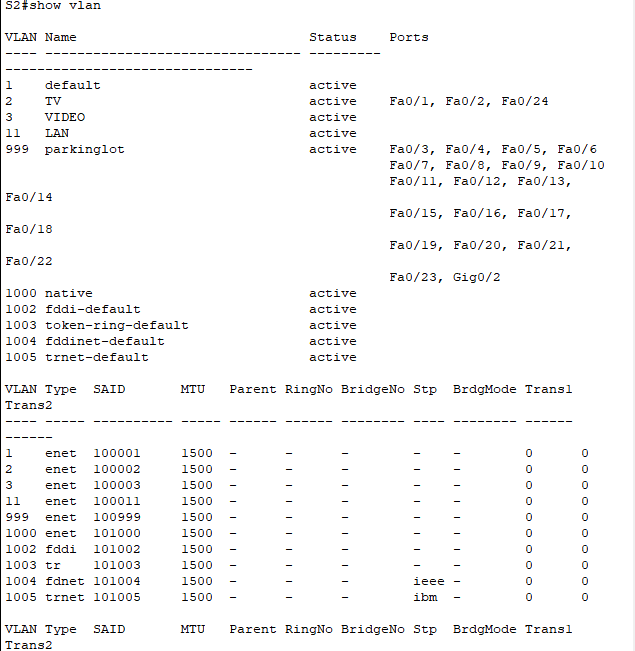 S2#show vlan
VLAN Name                             Status    Ports
---- -------------------------------- ---------
-------------------------------
1    default                          active
2    TV                               active    Fa0/1, Fa0/2, Fa0/24
3    VIDEO                            active
11   LAN                              active
999  parkinglot                       active    Fa0/3, Fa0/4, Fa0/5, Fa0/6
                                                Fa0/7, Fa0/8, Fa0/9, Fa0/10
                                                Fa0/11, Fa0/12, Fa0/13,
Fa0/14
                                                Fa0/15, Fa0/16, Fa0/17,
Fa0/18
                                                Fa0/19, Fa0/20, Fa0/21,
Fa0/22
                                                Fa0/23, Gig0/2
1000 native                           active
1002 fddi-default                     active
1003 token-ring-default               active
1004 fddinet-default                  active
1005 trnet-default                    active
VLAN Type  SAID       MTU   Parent RingNo BridgeNo Stp  BrdgMode Trans1
Trans2
---- ----- ---------- ----- ------ ------ -------- ---- -------- ------
------
1    enet  100001     1500  -      -      -        -    -        0      0
2    enet  100002     1500  -      -      -        -    -        0      0
3    enet  100003     1500  -      -      -        -    -        0      0
11   enet  100011     1500  -      -      -        -    -        0      0
999  enet  100999     1500  -      -      -        -    -        0      0
1000 enet  101000     1500  -      -      -        -    -        0      0
1002 fddi  101002     1500  -      -      -        -    -        0      0
1003 tr    101003     1500  -      -      -        -    -        0      0
1004 fdnet 101004     1500  -      -      -        ieee -        0      0
1005 trnet 101005     1500  -      -      -        ibm  -        0      0
VLAN Type  SAID       MTU   Parent RingNo BridgeNo Stp  BrdgMode Trans1
Trans2